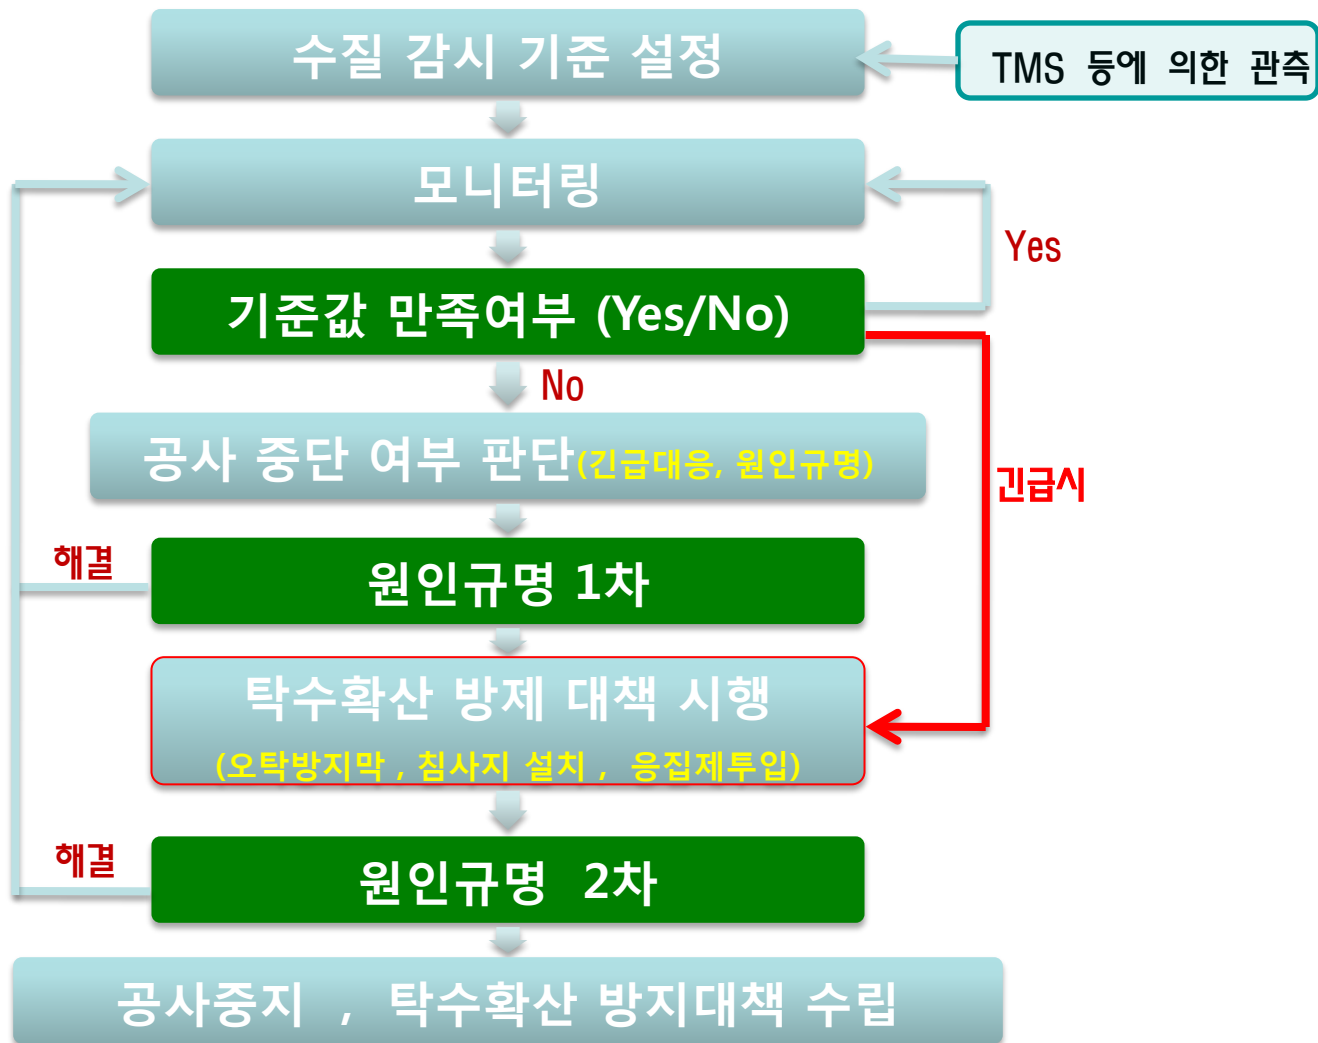 수질 감시 기준 설정
TMS 등에 의한 관측
모니터링
Yes
기준값 만족여부 (Yes/No)
No
공사 중단 여부 판단(긴급대응, 원인규명)
긴급시
해결
원인규명 1차
탁수확산 방제 대책 시행
(오탁방지막 , 침사지 설치 , 응집제투입)
해결
원인규명 2차
공사중지 , 탁수확산 방지대책 수립